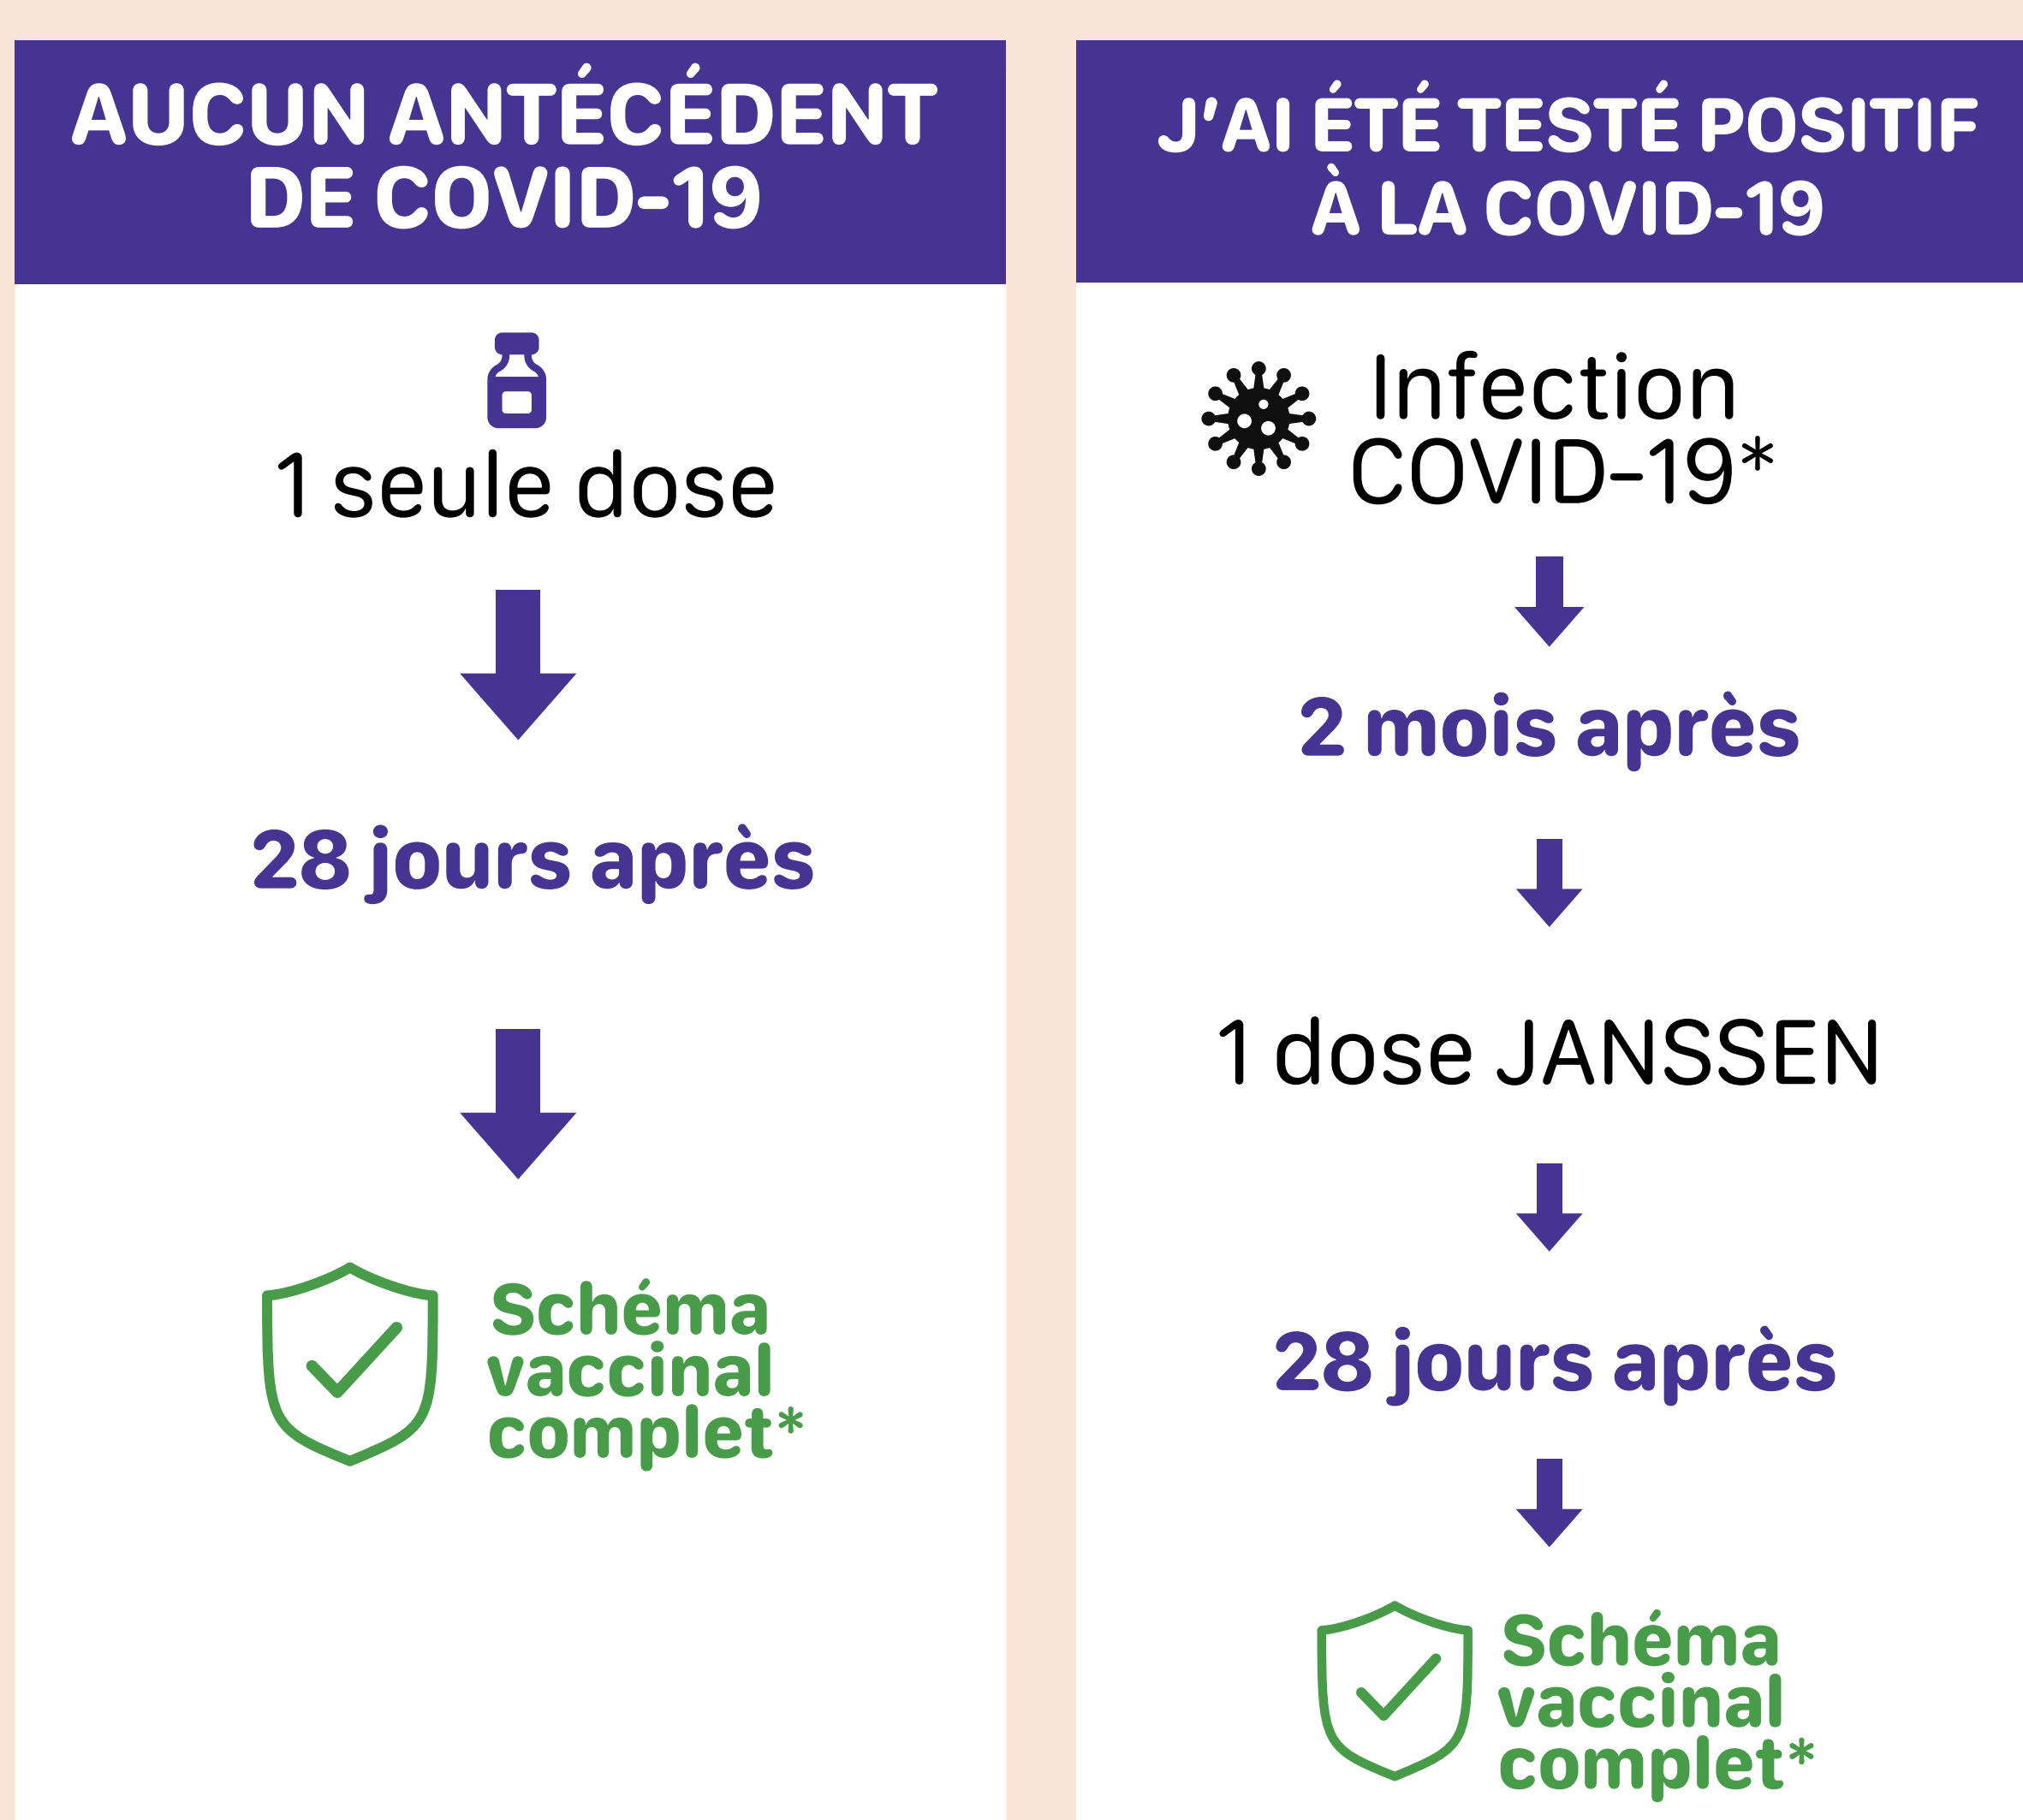 AUCUN ANTÉCÉDENT
DE COVID-19
1 seule dose
28 jours après
Schéma
vaccinal
complet*
J'AI ÉTÉ TESTÉ POSITIF
À LA COVID-19
Infection
COVID-19*
2 mois après
1 dose JANSSEN
28 jours après
Schéma
vaccinal
complet*